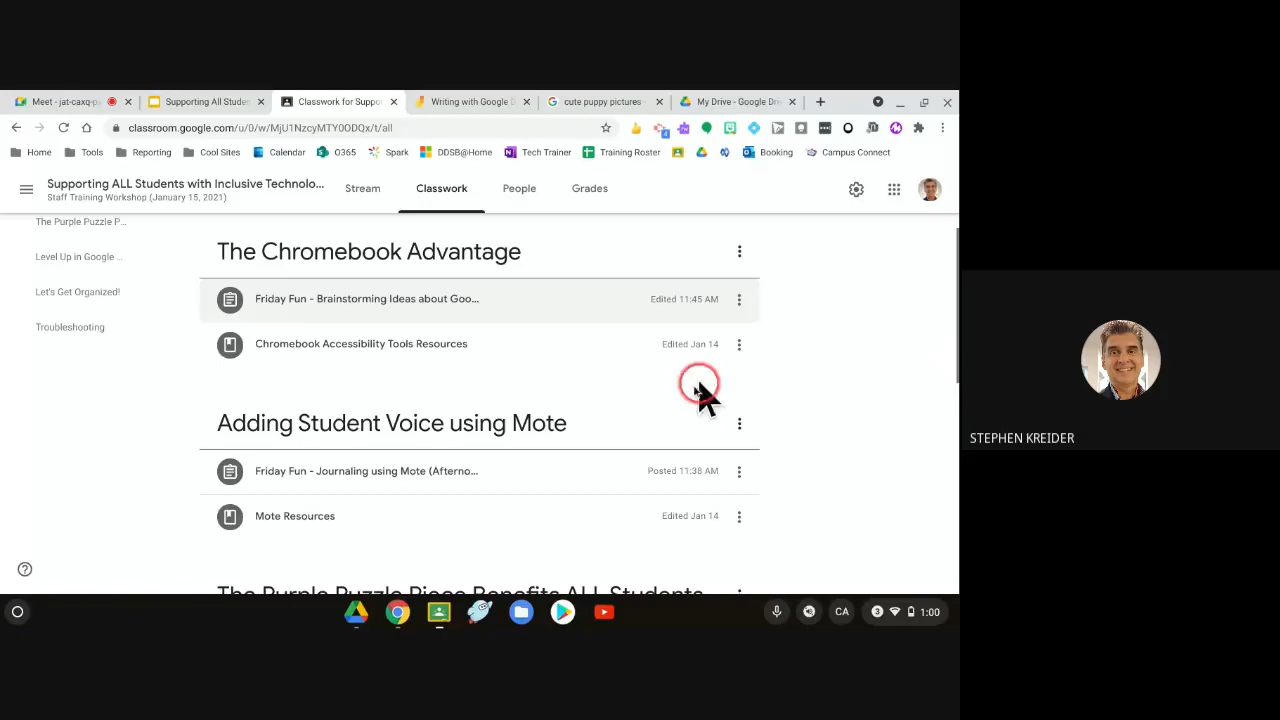 Meet - jat-caxq-p
Supporting All Studen
Classwork for Suppo
Writing with Google D
cute puppy pictures -
My Drive - Google Driv
classroom.google.com/u/0/w/MjU1NzcyMTY0ODQx/t/all
Home
Tools
Reporting
Cool Sites
Calendar
O365
Spark
DDSB@Home
Tech Trainer
Training Roster
Booking
Campus Connect
Supporting ALL Students with Inclusive Technolo...
Staff Training Workshop (January 15, 2021)
Stream
Classwork
People
Grades
The Purple Puzzle P...
Level Up in Google ...
Let's Get Organized!
Troubleshooting
The Chromebook Advantage
Friday Fun - Brainstorming Ideas about Goo...
Edited 11:45 AM
Chromebook Accessibility Tools Resources
Edited Jan 14
Adding Student Voice using Mote
Friday Fun - Journaling using Mote (Afterno...
Posted 11:38 AM
Mote Resources
Edited Jan 14
The Purple Puzzle Piece Benefits ALL Students
CA
3
1:00
STEPHEN KREIDER